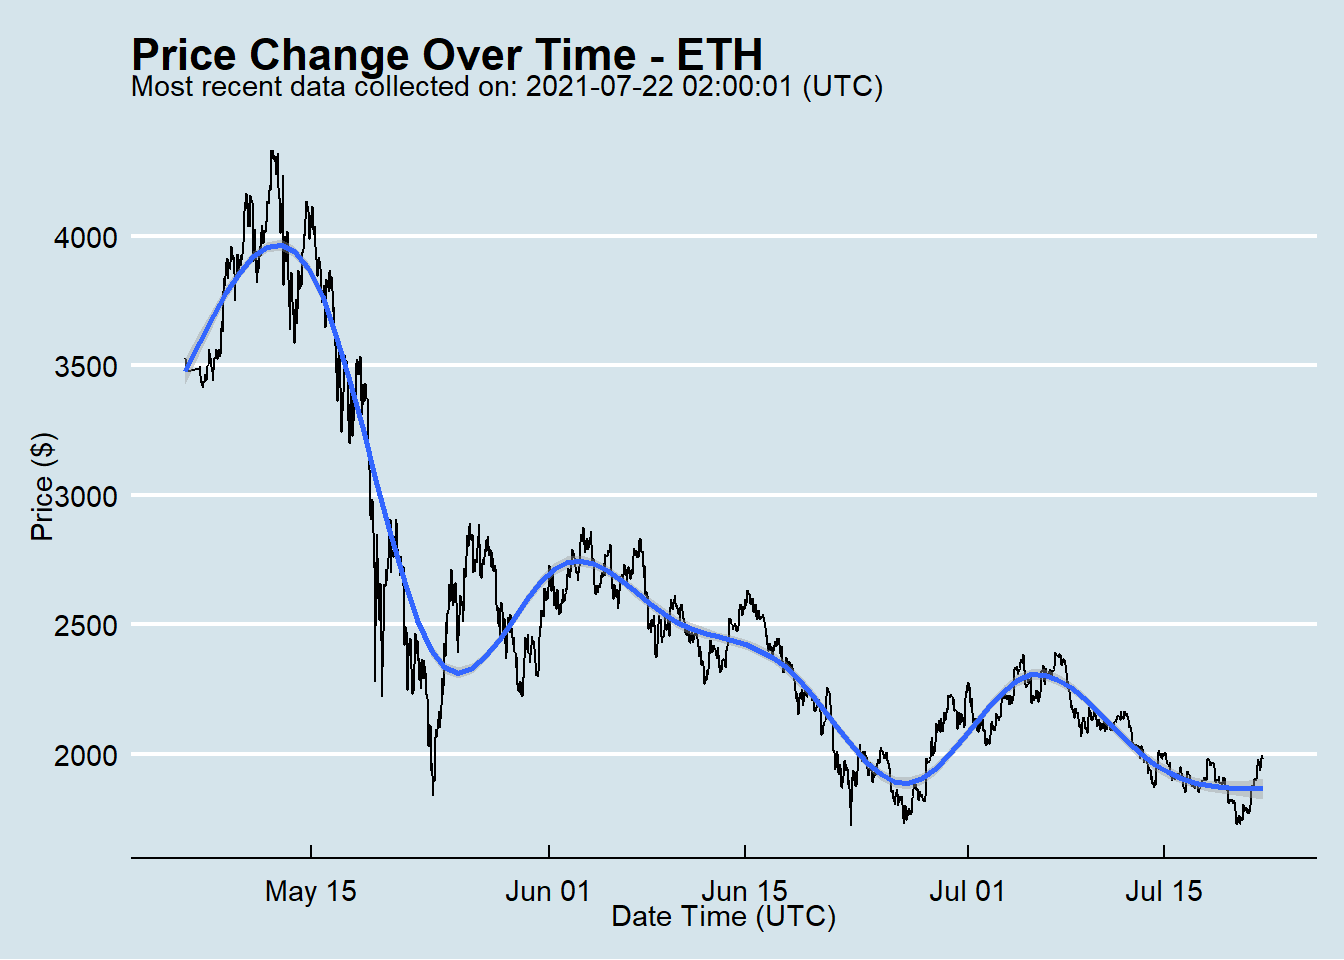 Price Change Over Time - ETH
Most recent data collected on: 2021-07-22 02:00:01 (UTC)
4000
3500
3000
2500
2000
Price ($)
May 15
Jun 01
Jun 15
Jul 01
Jul 15
Date Time (UTC)